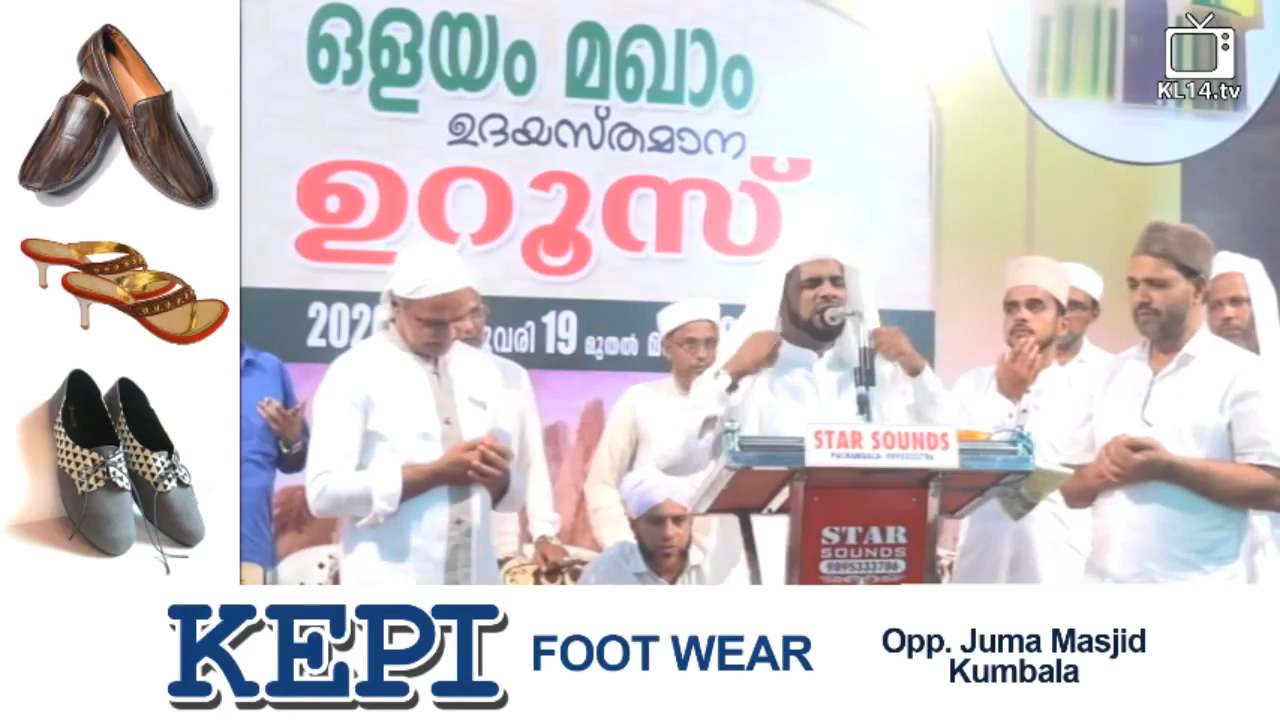 KL14.tv
ഒളയം മഖാം
ഉദയസ്തമാന
ഉറൂസ്
19 മുതൽ
STAR SOUNDS
STAR
SOUNDS
9895333786
KEPI FOOT WEAR
Opp. Juma Masjid
Kumbala